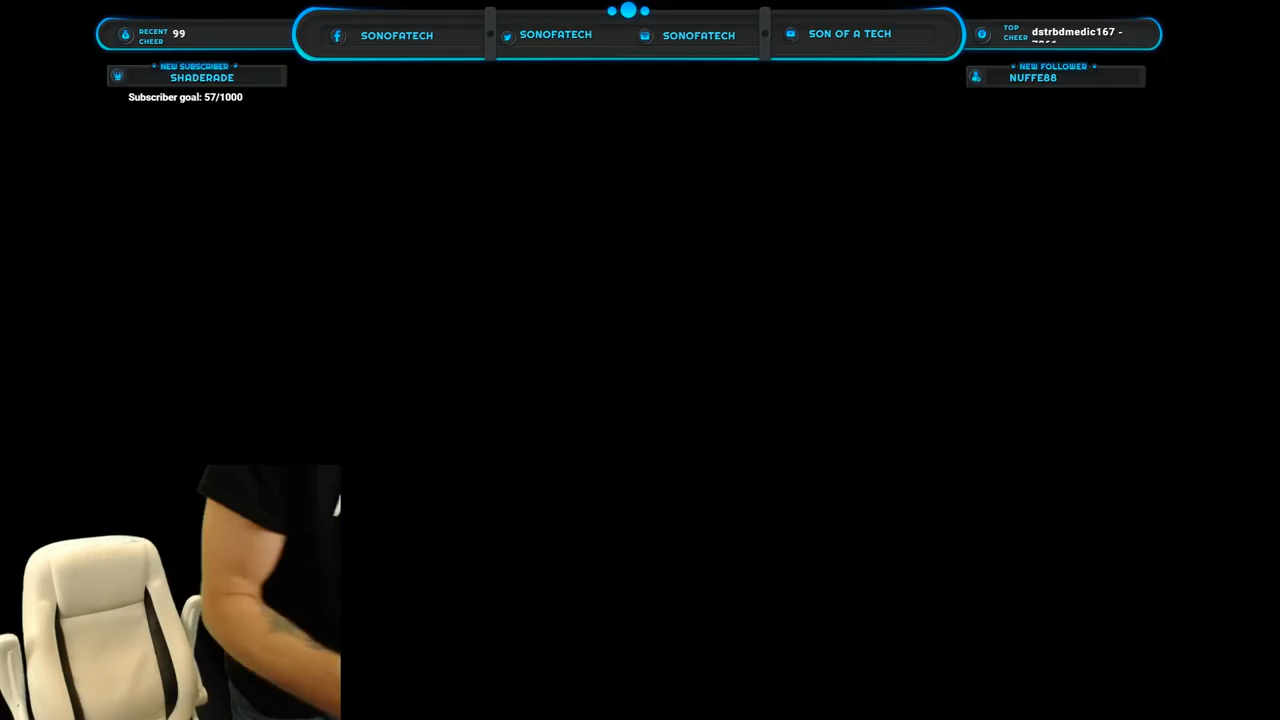 RECENT CHEER 99
SONOFATECH
SONOFATECH
SONOFATECH
SON OF A TECH
TOP CHEER dstrbdmedic167 -
NEW SUBSCRIBER
SHADERADE
Subscriber goal: 57/1000
NEW FOLLOWER
NUFFE88